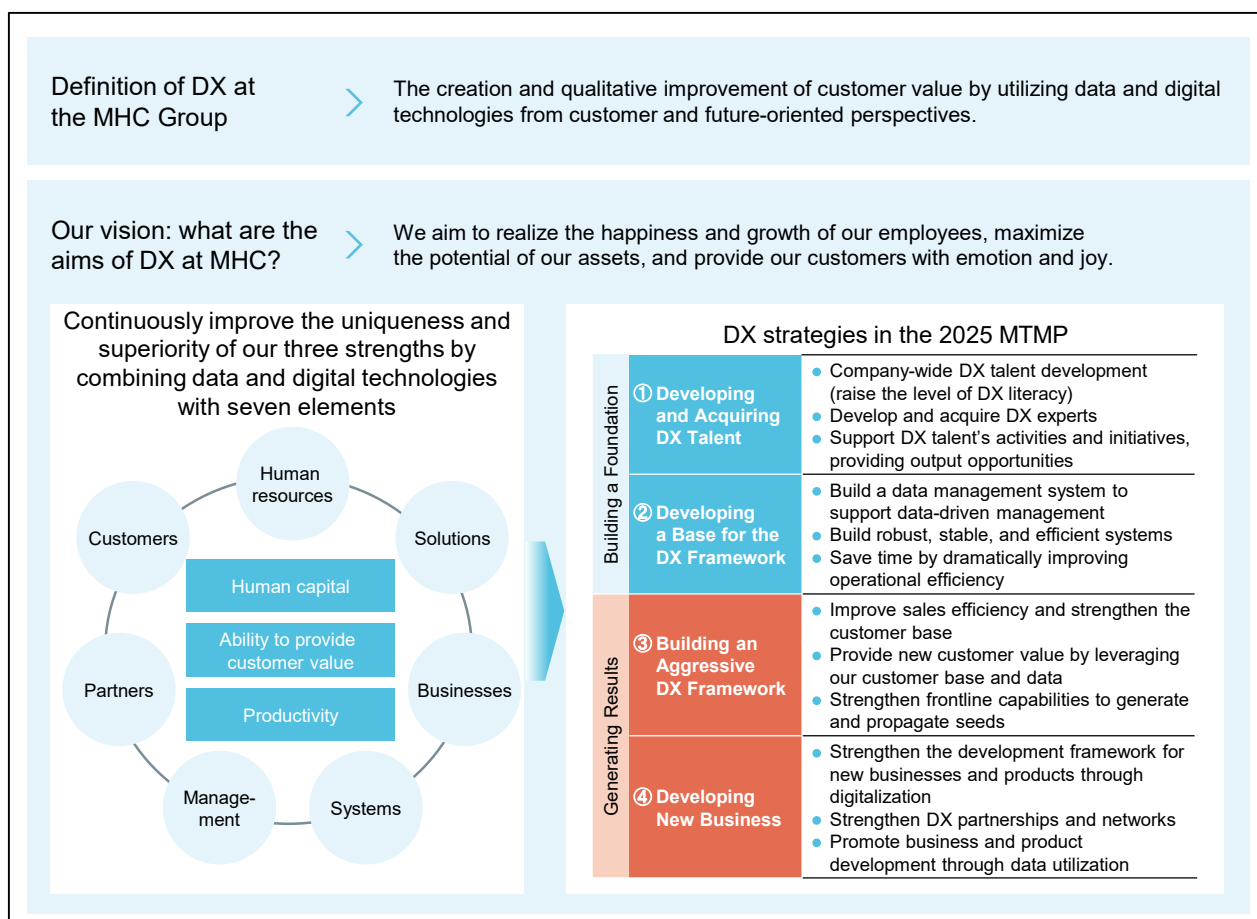 Definition of DX at
the MHC Group
The creation and qualitative improvement of customer value by utilizing data and digital
technologies from customer and future-oriented perspectives.
Our vision: what are the
aims of DX at MHC?
We aim to realize the happiness and growth of our employees, maximize
the potential of our assets, and provide our customers with emotion and joy.
Continuously improve the uniqueness and
superiority of our three strengths by
combining data and digital technologies
with seven elements
Human
resources
Customers
Solutions
Human capital
Ability to provide
customer value
Productivity
Partners
Businesses
Manage-
ment
Systems
DX strategies in the 2025 MTMP
Building a Foundation
① Developing
and Acquiring
DX Talent
● Company-wide DX talent development
(raise the level of DX literacy)
● Develop and acquire DX experts
● Support DX talent’s activities and initiatives,
providing output opportunities
② Developing
a Base for the
DX Framework
● Build a data management system to
support data-driven management
● Build robust, stable, and efficient systems
● Save time by dramatically improving
operational efficiency
Generating Results
③ Building an
Aggressive
DX Framework
● Improve sales efficiency and strengthen the
customer base
● Provide new customer value by leveraging
our customer base and data
● Strengthen frontline capabilities to generate
and propagate seeds
④ Developing
New Business
● Strengthen the development framework for
new businesses and products through
digitalization
● Strengthen DX partnerships and networks
● Promote business and product
development through data utilization